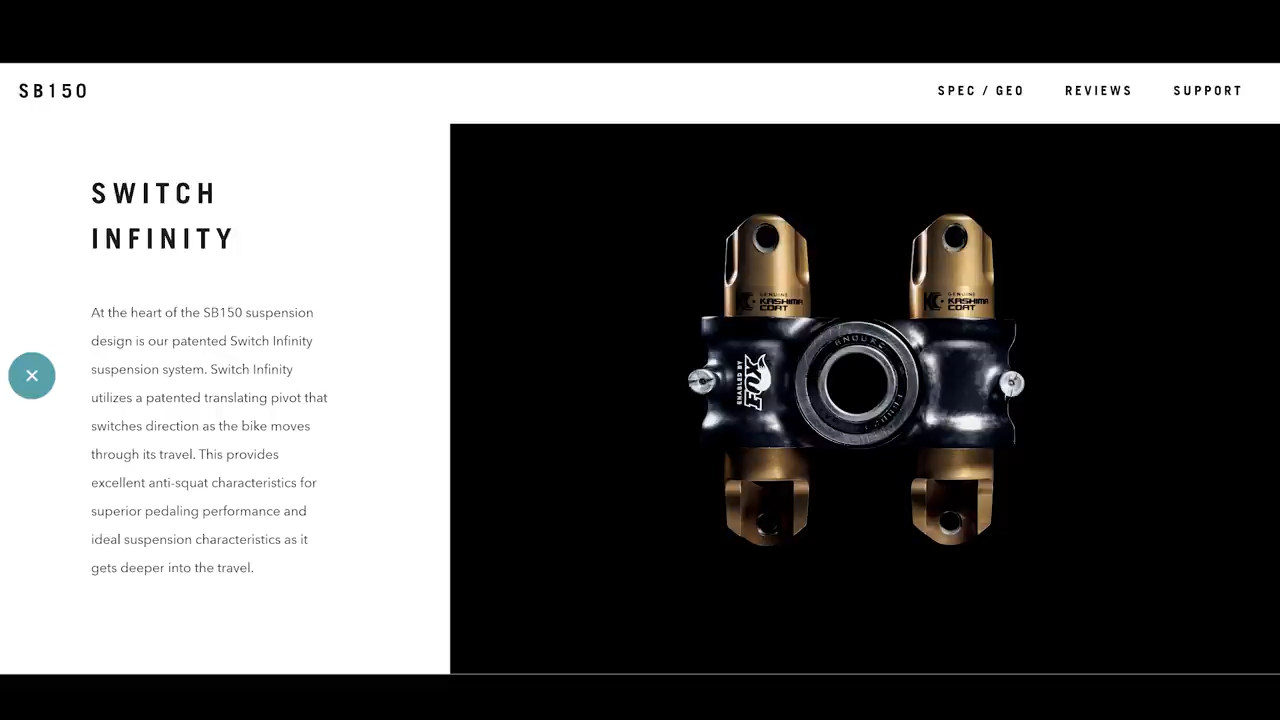 SB150
SPEC / GEO
REVIEWS
SUPPORT
SWITCH
INFINITY
At the heart of the SB150 suspension
design is our patented Switch Infinity
suspension system. Switch Infinity
utilizes a patented translating pivot that
switches direction as the bike moves
through its travel. This provides
excellent anti-squat characteristics for
superior pedaling performance and
ideal suspension characteristics as it
gets deeper into the travel.
GENUINE
KASHIMA
COAT
GENUINE
KASHIMA
COAT
ENABLED BY
FOX
ENDURO